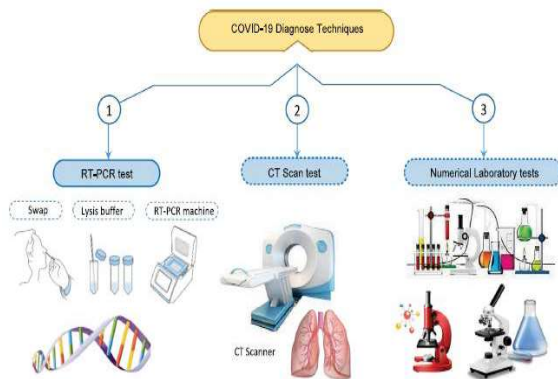 COVID-19 Diagnose Techniques
1
2
3
RT-PCR test
CT Scan test
Numerical Laboratory tests
Swap
Lysis buffer
RT-PCR machine
CT Scanner